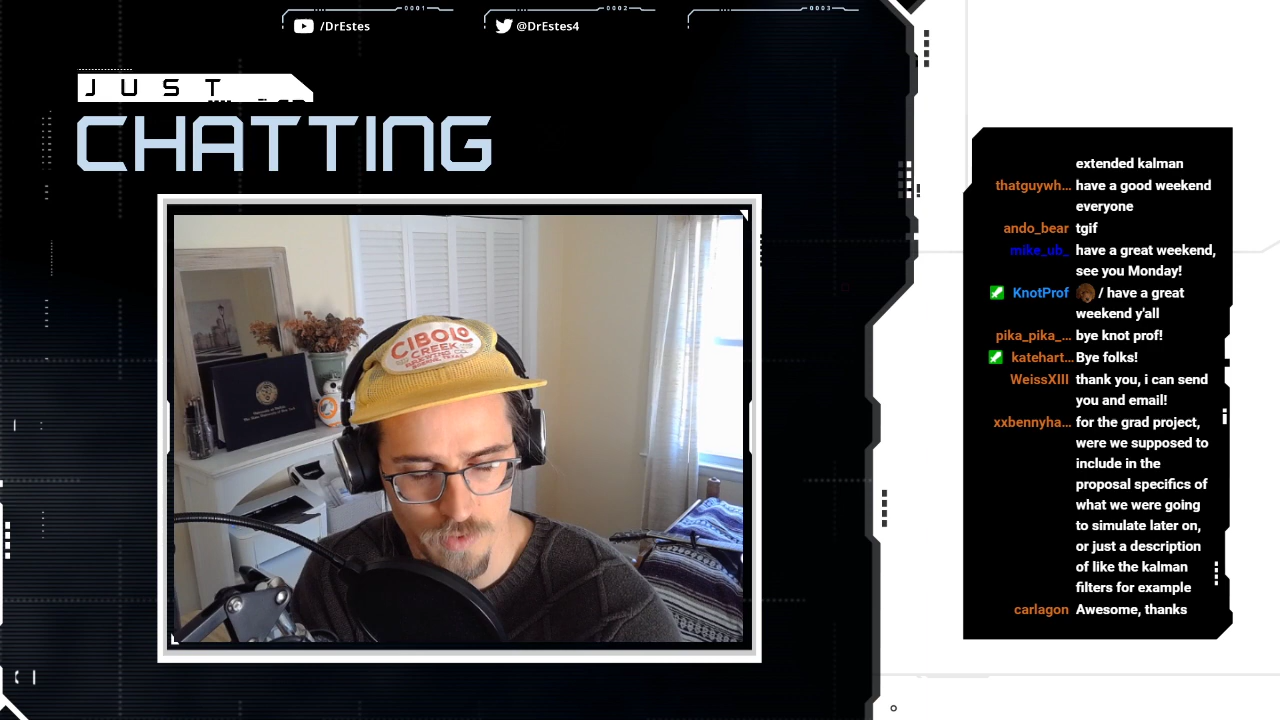 0001
/DrEstes
0002
@DrEstes4
0003
JUST
CHATTING
CIBOLO
CREEK
extended kalman
thatguywh... have a good weekend
everyone
ando_bear tgif
mike_ub_ have a great weekend,
see you Monday!
KnotProf / have a great
weekend y'all
pika_pika_... bye knot prof!
katehart... Bye folks!
WeissXIII thank you, i can send
you and email!
xxbennyha... for the grad project,
were we supposed to
include in the
proposal specifics of
what we were going
to simulate later on,
or just a description
of like the kalman
filters for example
carlagon Awesome, thanks